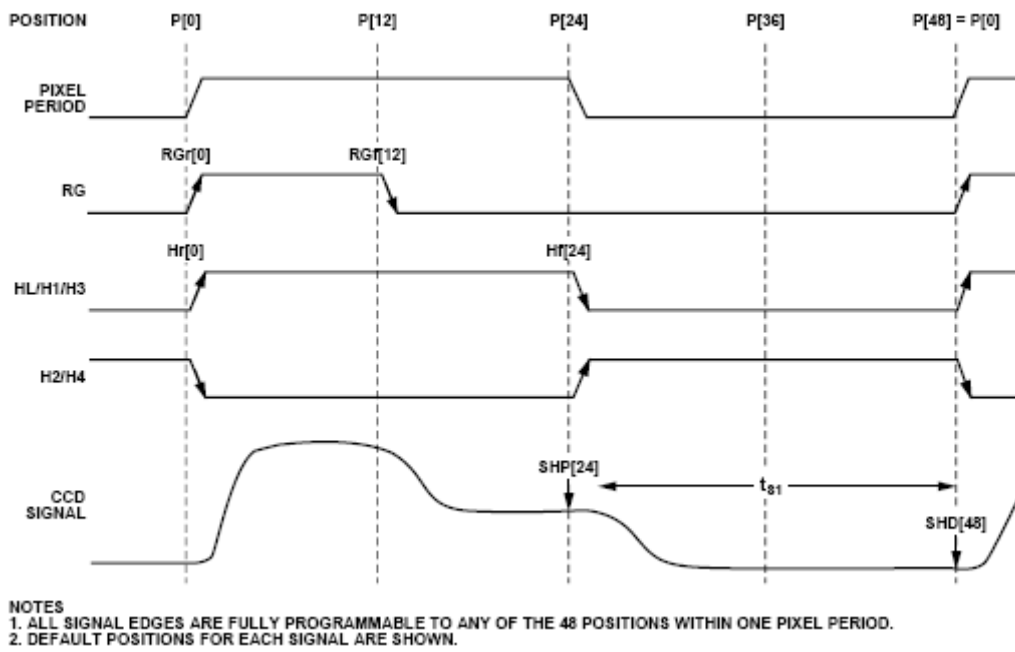 POSITION P[0] P[12] P[24] P[36] P[48] = P[0]
PIXEL
PERIOD
RGr[0] RGf[12]
RG
Hr[0] Hf[24]
HL/H1/H3
H2/H4
SHP[24]
tS1
CCD
SIGNAL
SHD[48]
NOTES
1. ALL SIGNAL EDGES ARE FULLY PROGRAMMABLE TO ANY OF THE 48 POSITIONS WITHIN ONE PIXEL PERIOD.
2. DEFAULT POSITIONS FOR EACH SIGNAL ARE SHOWN.